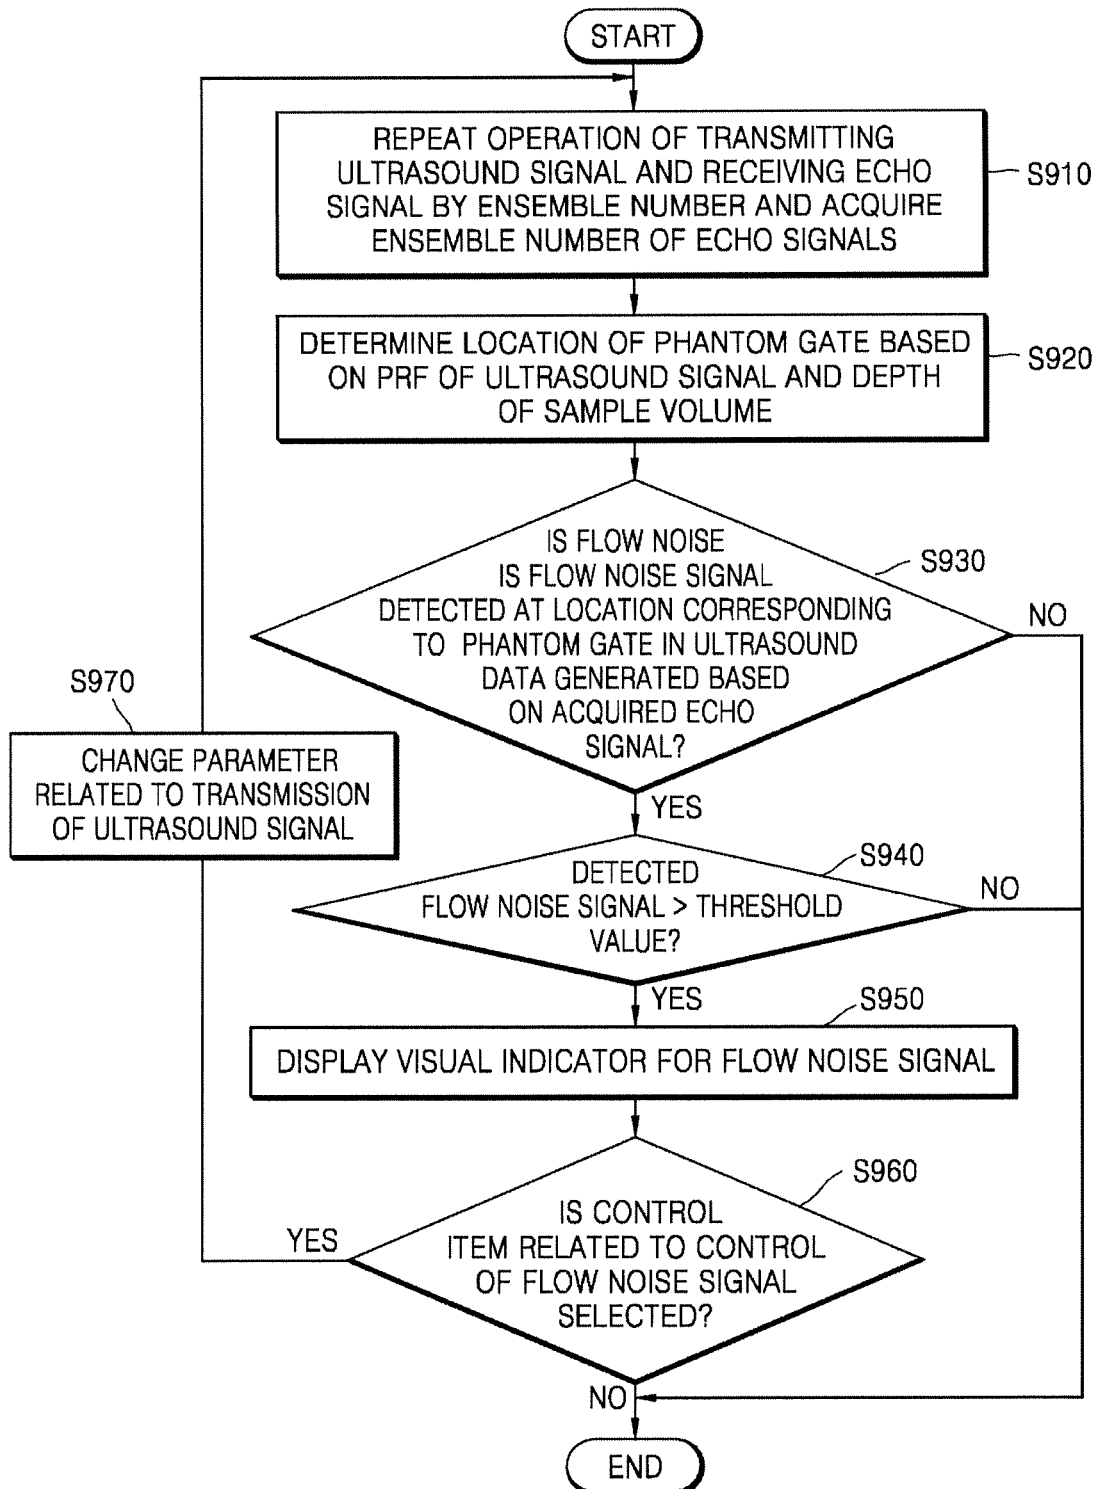 START
REPEAT OPERATION OF TRANSMITTING
ULTRASOUND SIGNAL AND RECEIVING ECHO
SIGNAL BY ENSEMBLE NUMBER AND ACQUIRE
ENSEMBLE NUMBER OF ECHO SIGNALS
S910
DETERMINE LOCATION OF PHANTOM GATE BASED
ON PRF OF ULTRASOUND SIGNAL AND DEPTH
OF SAMPLE VOLUME
S920
IS FLOW NOISE
IS FLOW NOISE SIGNAL
DETECTED AT LOCATION CORRESPONDING
TO PHANTOM GATE IN ULTRASOUND
DATA GENERATED BASED
ON ACQUIRED ECHO
SIGNAL?
S930
NO
YES
S970
CHANGE PARAMETER
RELATED TO TRANSMISSION
OF ULTRASOUND SIGNAL
DETECTED
FLOW NOISE SIGNAL > THRESHOLD
VALUE?
S940
NO
YES
S950
DISPLAY VISUAL INDICATOR FOR FLOW NOISE SIGNAL
S960
IS CONTROL
ITEM RELATED TO CONTROL
OF FLOW NOISE SIGNAL
SELECTED?
YES
NO
END